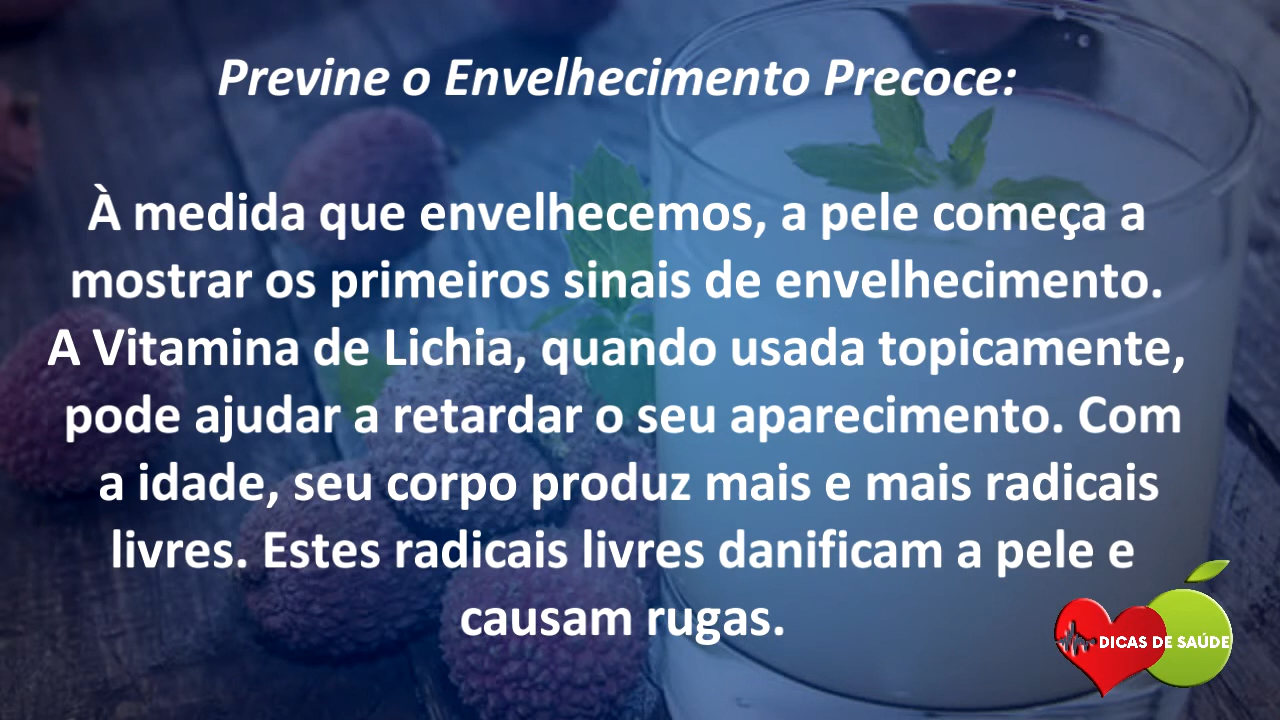 Previne o Envelhecimento Precoce:
À medida que envelhecemos, a pele começa a
mostrar os primeiros sinais de envelhecimento.
A Vitamina de Lichia, quando usada topicamente,
pode ajudar a retardar o seu aparecimento. Com
a idade, seu corpo produz mais e mais radicais
livres. Estes radicais livres danificam a pele e
causam rugas.
DICAS DE SAÚDE